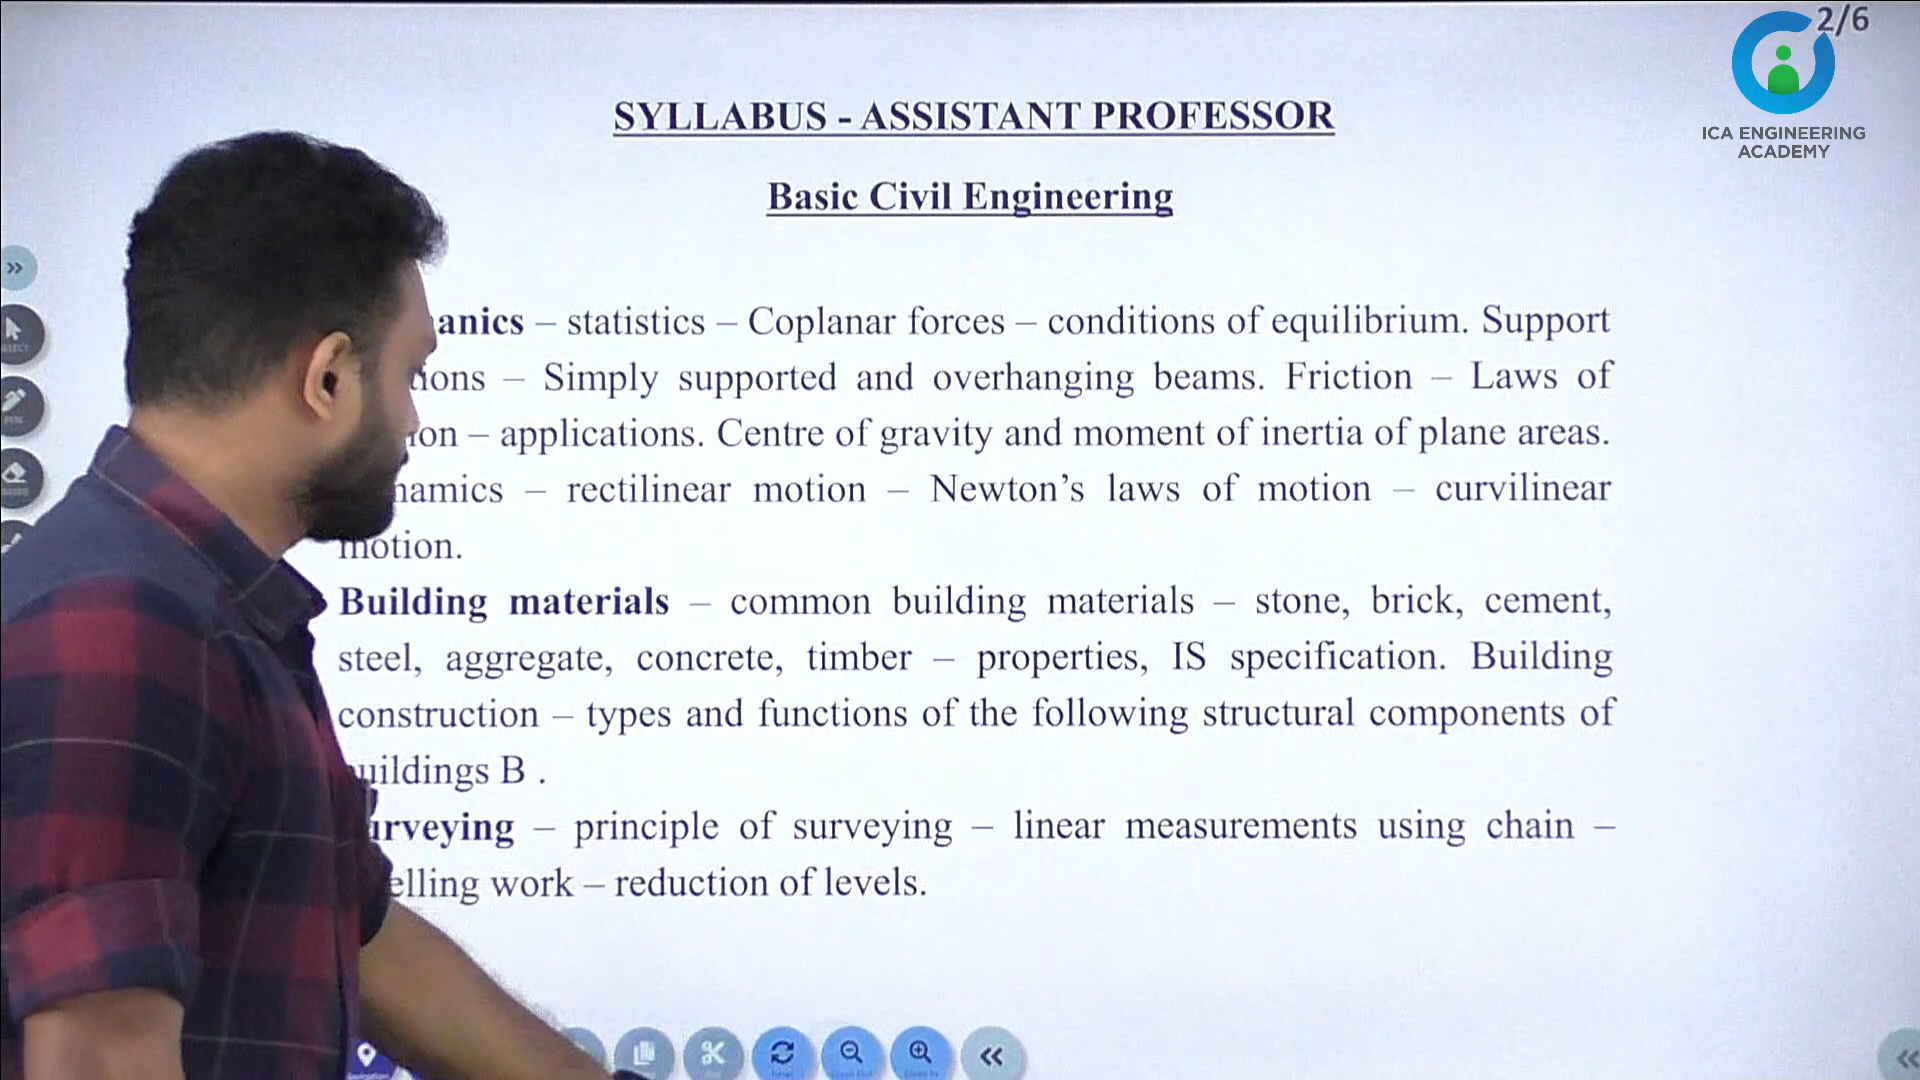 2/6
ICA ENGINEERING
ACADEMY
SYLLABUS - ASSISTANT PROFESSOR
Basic Civil Engineering
anics – statistics – Coplanar forces – conditions of equilibrium. Support
ions – Simply supported and overhanging beams. Friction – Laws of
ion – applications. Centre of gravity and moment of inertia of plane areas.
namics – rectilinear motion – Newton’s laws of motion – curvilinear
motion.
Building materials – common building materials – stone, brick, cement,
steel, aggregate, concrete, timber – properties, IS specification. Building
construction – types and functions of the following structural components of
uildings B .
urveying – principle of surveying – linear measurements using chain –
elling work – reduction of levels.